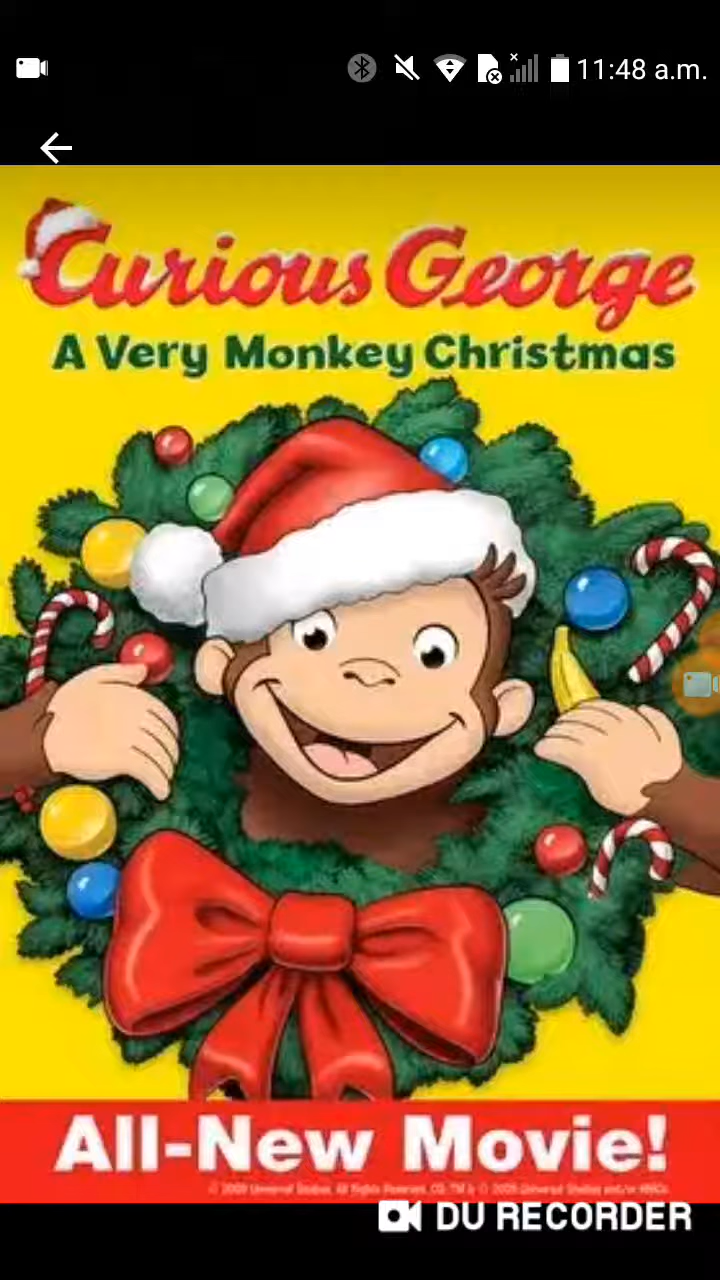 11:48 a.m.
Curious George
A Very Monkey Christmas
All-New Movie!
DU RECORDER